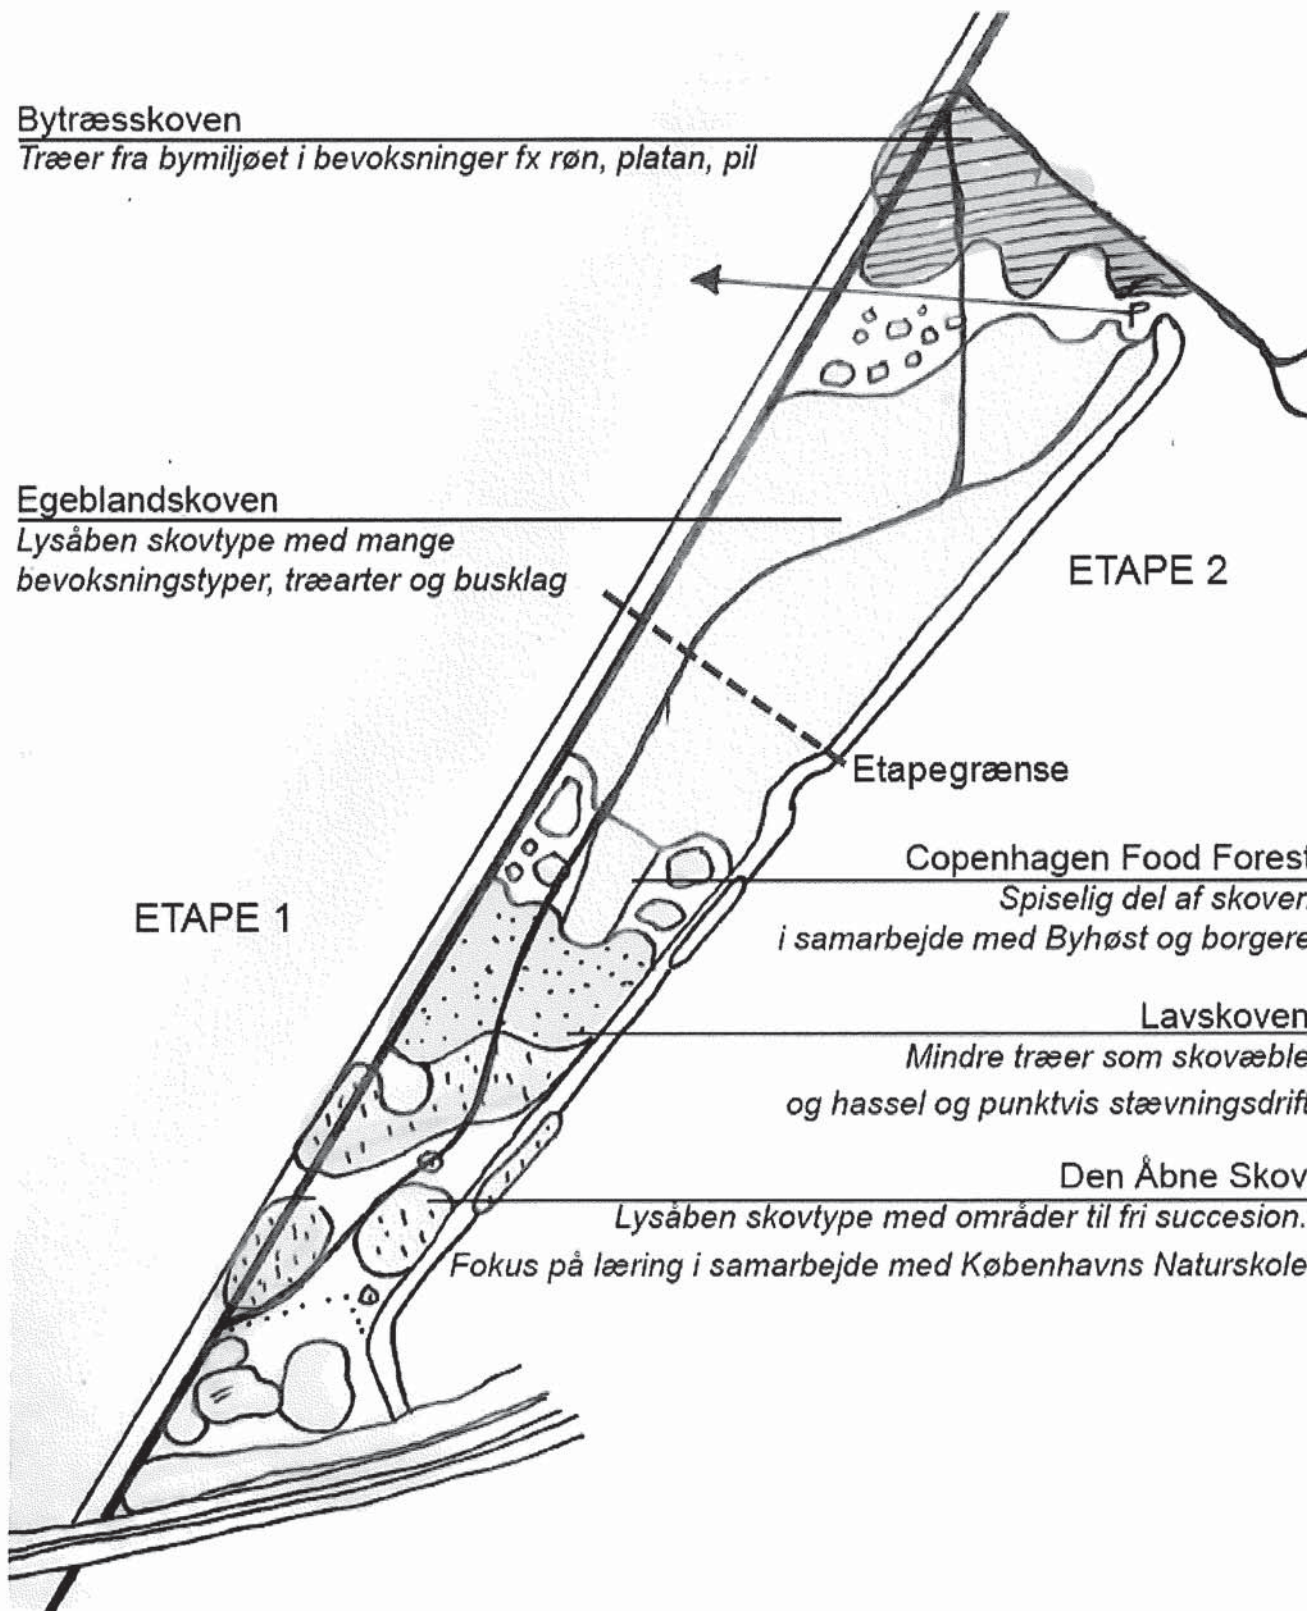 Bytræsskoven
Træer fra bymiljøet i bevoksninger fx røn, platan, pil
P
Egeblandskoven
Lysåben skovtype med mange
bevoksningstyper, træarter og busklag
ETAPE 2
Etapegrænse
Copenhagen Food Forest
Spiselig del af skoven
i samarbejde med Byhøst og borgere
ETAPE 1
Lavskoven
Mindre træer som skovæble
og hassel og punktvis stævningsdrift
Den Åbne Skov
Lysåben skovtype med områder til fri succesion.
Fokus på læring i samarbejde med Københavns Naturskole